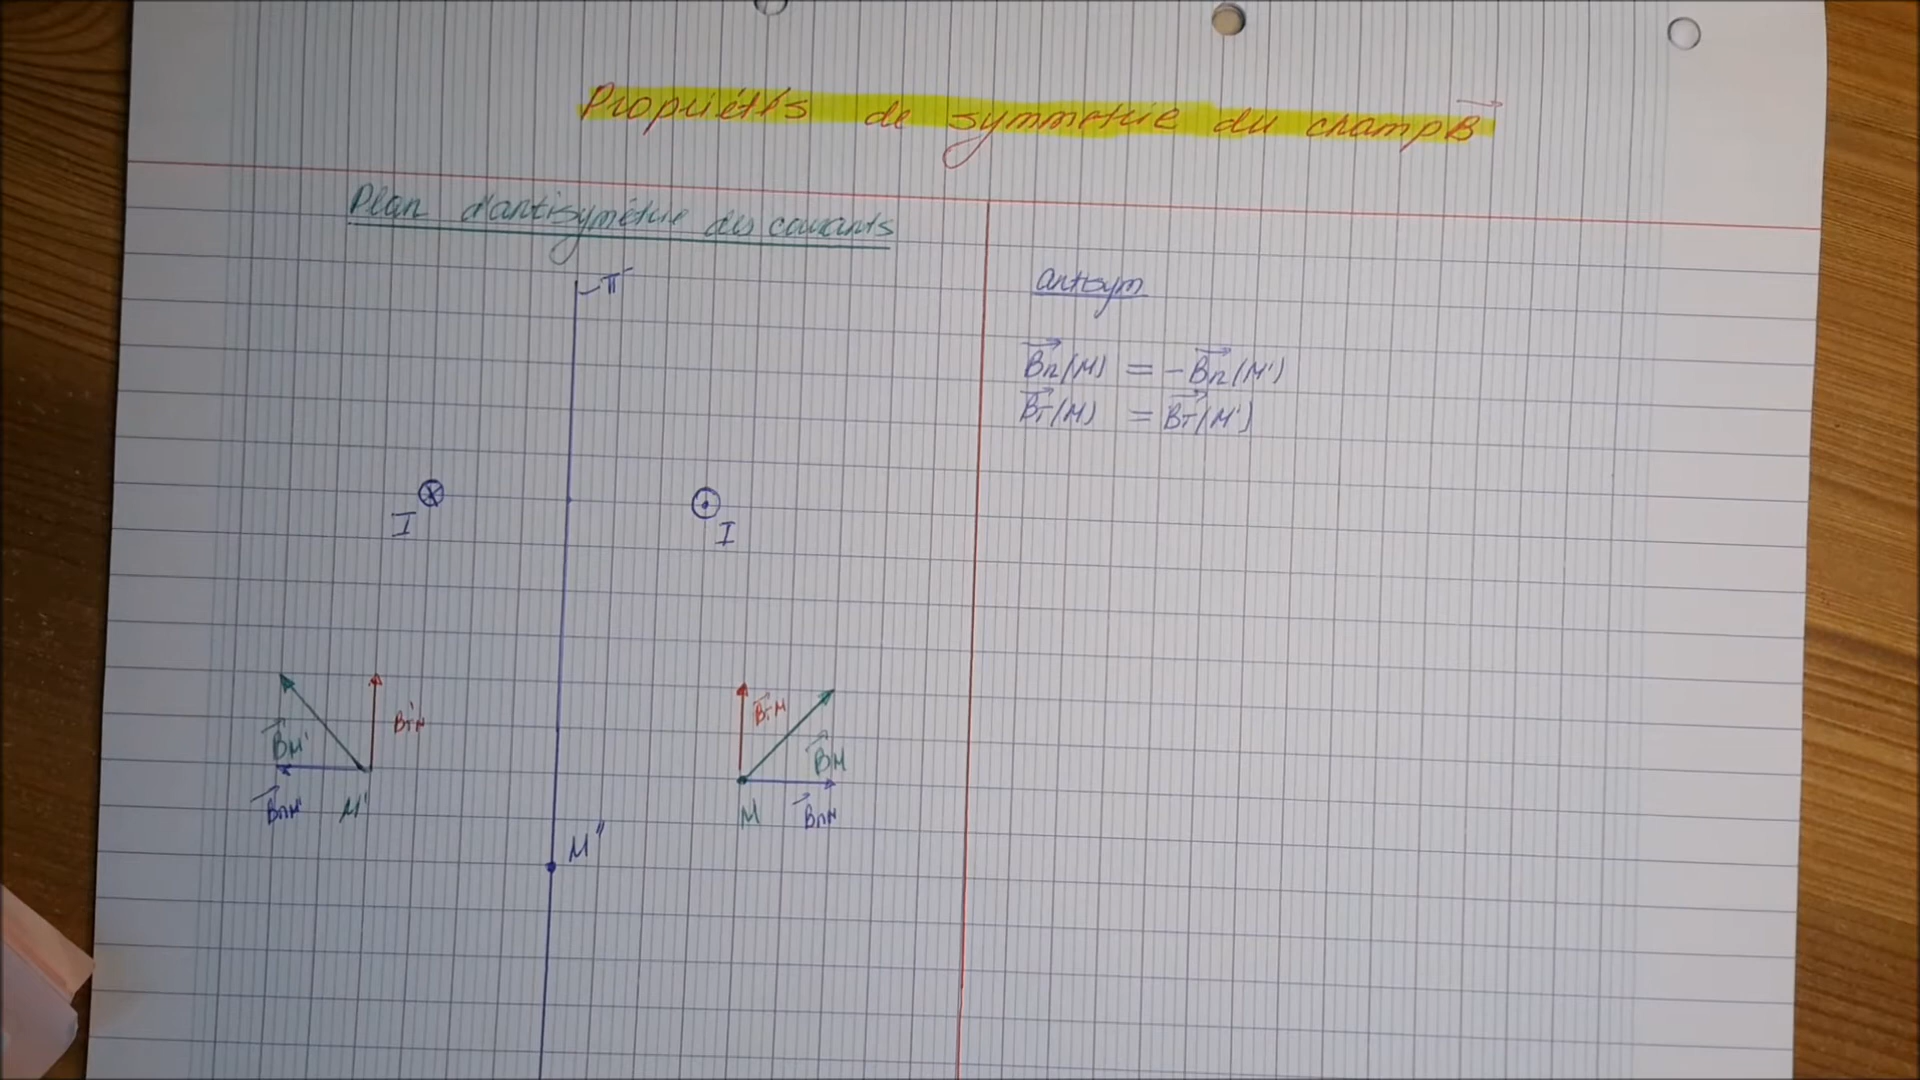 Propriétés de symmetrie du champ B
Plan d'antisymétrie des courants
π
antisym
Bn(M) = -Bn(M')
BT(M) = BT(M')
I
I
BM'
BTM'
BnM'
M'
BTM
BM
M
BnM
M"